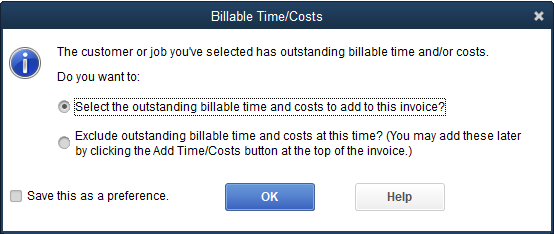 Billable Time/Costs
The customer or job you've selected has outstanding billable time and/or costs.
Do you want to:
Select the outstanding billable time and costs to add to this invoice?
Exclude outstanding billable time and costs at this time? (You may add these later
by clicking the Add Time/Costs button at the top of the invoice.)
Save this as a preference.
OK
Help